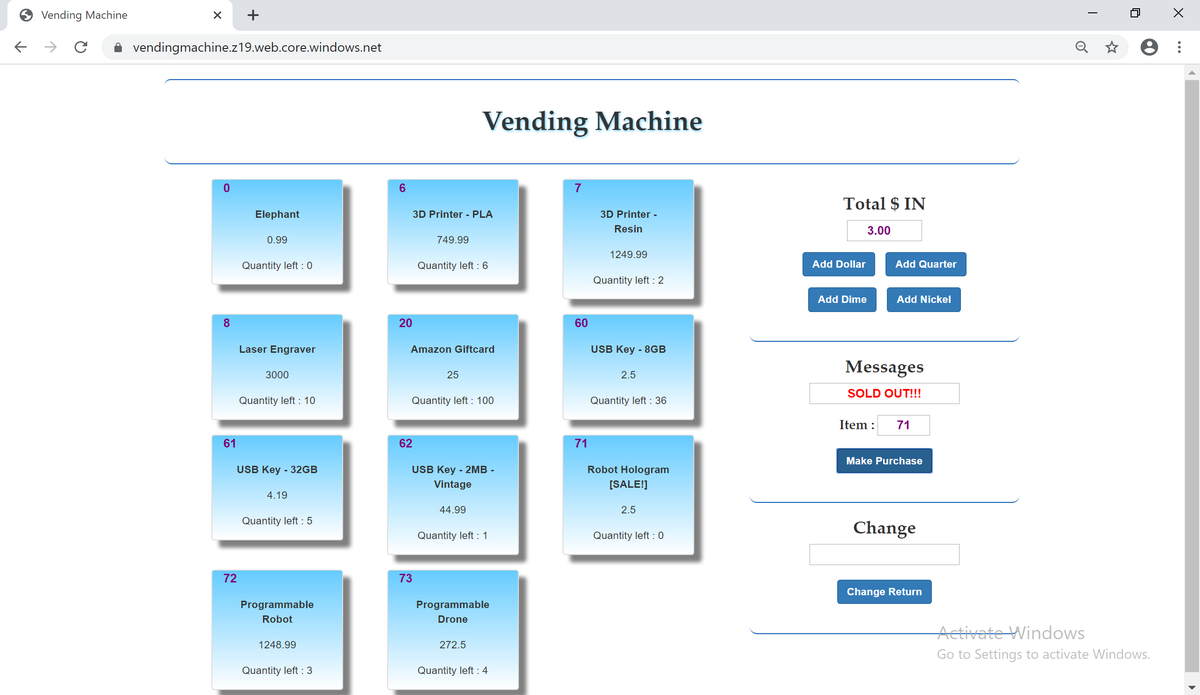 Vending Machine
vendingmachine.z19.web.core.windows.net
Vending Machine
0
Elephant
0.99
Quantity left : 0
6
3D Printer - PLA
749.99
Quantity left : 6
7
3D Printer -
Resin
1249.99
Quantity left : 2
8
Laser Engraver
3000
Quantity left : 10
20
Amazon Giftcard
25
Quantity left : 100
60
USB Key - 8GB
2.5
Quantity left : 36
61
USB Key - 32GB
4.19
Quantity left : 5
62
USB Key - 2MB -
Vintage
44.99
Quantity left : 1
71
Robot Hologram
[SALE!]
2.5
Quantity left : 0
72
Programmable
Robot
1248.99
Quantity left : 3
73
Programmable
Drone
272.5
Quantity left : 4
Total $ IN
3.00
Add Dollar
Add Quarter
Add Dime
Add Nickel
Messages
SOLD OUT!!!
Item : 71
Make Purchase
Change
Change Return
Activate Windows
Go to Settings to activate Windows.